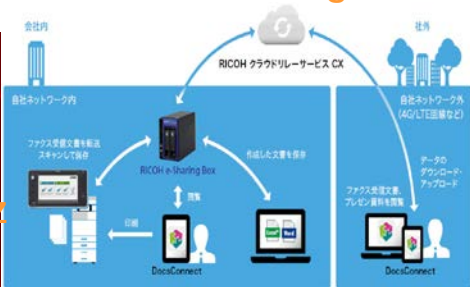 会社内
社外
RICOH クラウドリレーサービス CX
自社ネットワーク内
自社ネットワーク外
(4G/LTE回線など)
ファクス受信文書を転送
スキャンして保存
作成した文書を保存
データの
ダウンロード・
アップロード
RICOH e-Sharing Box
ファクス受信文書、
プレゼン資料を閲覧
閲覧
印刷
Excel
Word
DocsConnect
DocsConnect